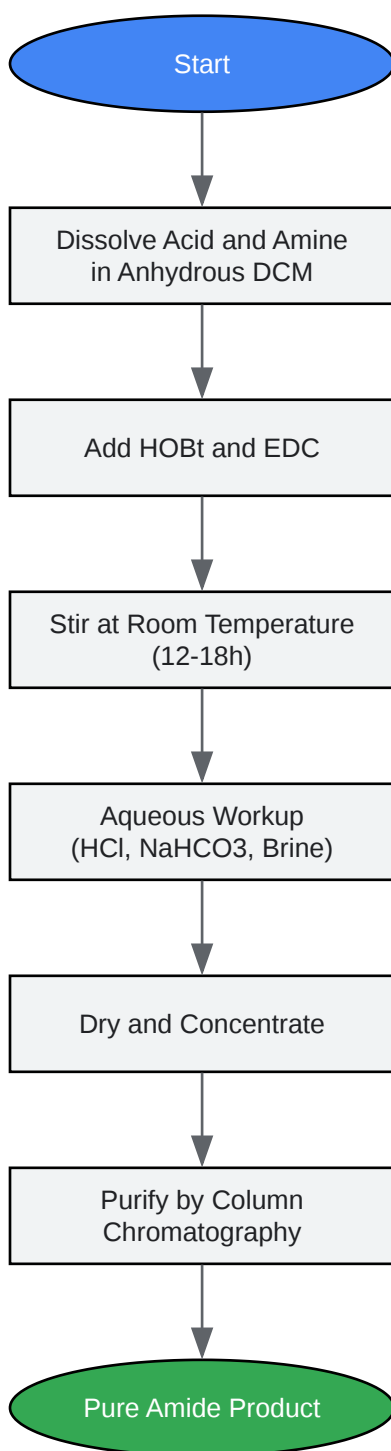 Start
Dissolve Acid and Amine
in Anhydrous DCM
Add HOBt and EDC
Stir at Room Temperature
(12-18h)
Aqueous Workup
(HCl, NaHCO3, Brine)
Dry and Concentrate
Purify by Column
Chromatography
Pure Amide Product